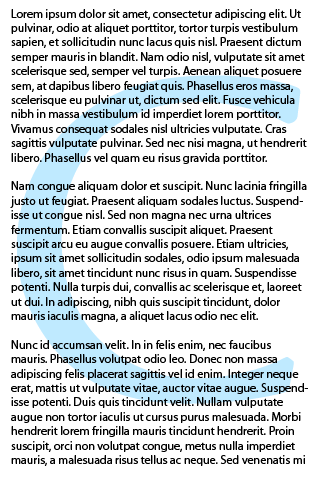 Lorem ipsum dolor sit amet, consectetur adipiscing elit. Ut
pulvinar, odio at aliquet porttitor, tortor turpis vestibulum
sapien, et sollicitudin nunc lacus quis nisl. Praesent dictum
semper mauris in blandit. Nam odio nisl, vulputate sit amet
scelerisque sed, semper vel turpis. Aenean aliquet posuere
sem, at dapibus libero feugiat quis. Phasellus eros massa,
scelerisque eu pulvinar ut, dictum sed elit. Fusce vehicula
nibh in massa vestibulum id imperdiet lorem porttitor.
Vivamus consequat sodales nisl ultricies vulputate. Cras
sagittis vulputate pulvinar. Sed nec nisi magna, ut hendrerit
libero. Phasellus vel quam eu risus gravida porttitor.

Nam congue aliquam dolor et suscipit. Nunc lacinia fringilla
justo ut feugiat. Praesent aliquam sodales luctus. Suspend-
isse ut congue nisl. Sed non magna nec urna ultrices
fermentum. Etiam convallis suscipit aliquet. Praesent
suscipit arcu eu augue convallis posuere. Etiam ultricies,
ipsum sit amet sollicitudin sodales, odio ipsum malesuada
libero, sit amet tincidunt nunc risus in quam. Suspendisse
potenti. Nulla turpis dui, convallis ac scelerisque et, laoreet
ut dui. In adipiscing, nibh quis suscipit tincidunt, dolor
mauris iaculis magna, a aliquet lacus odio nec elit.

Nunc id accumsan velit. In in felis enim, nec faucibus
mauris. Phasellus volutpat odio leo. Donec non massa
adipiscing felis placerat sagittis vel id enim. Integer neque
erat, mattis ut vulputate vitae, auctor vitae augue. Suspend-
isse potenti. Duis quis tincidunt velit. Nullam vulputate
augue non tortor iaculis ut cursus purus malesuada. Morbi
hendrerit lorem fringilla mauris tincidunt hendrerit. Proin
suscipit, orci non volutpat congue, metus nulla imperdiet
mauris, a malesuada risus tellus ac neque. Sed venenatis mi